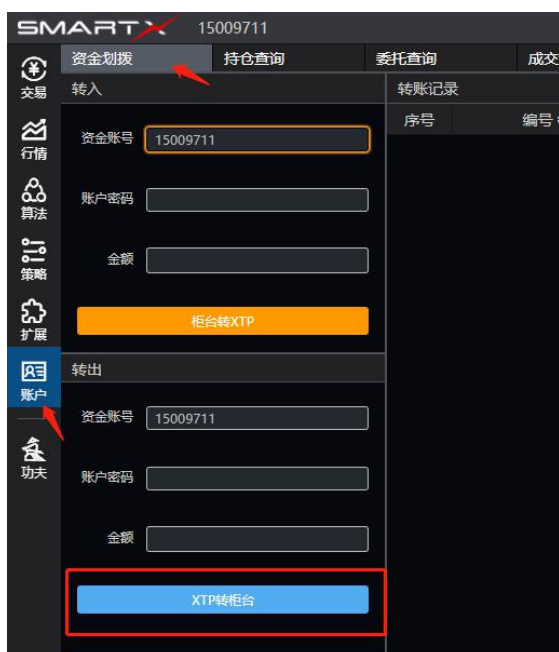 SMARTX 15009711
资金划拨 持仓查询 委托查询 成交
交易
行情
算法
策略
扩展
账户
功夫
转入
资金账号 15009711
账户密码
金额
柜台转XTP
转出
资金账号 15009711
账户密码
金额
XTP转柜台
转账记录
序号 编号